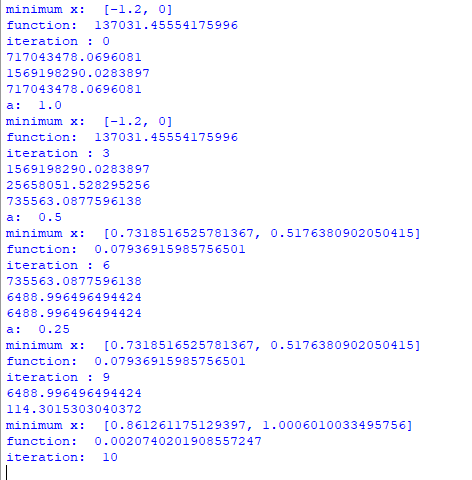 minimum x:  [-1.2, 0]
function:  137031.45554175996
iteration : 0
717043478.0696081
1569198290.0283897
717043478.0696081
a:  1.0
minimum x:  [-1.2, 0]
function:  137031.45554175996
iteration : 3
1569198290.0283897
25658051.528295256
735563.0877596138
a:  0.5
minimum x:  [0.7318516525781367, 0.5176380902050415]
function:  0.07936915985756501
iteration : 6
735563.0877596138
6488.996496494424
6488.996496494424
a:  0.25
minimum x:  [0.7318516525781367, 0.5176380902050415]
function:  0.07936915985756501
iteration : 9
6488.996496494424
114.3015303040372
minimum x:  [0.861261175129397, 1.0006010033495756]
function:  0.0020740201908557247
iteration:  10